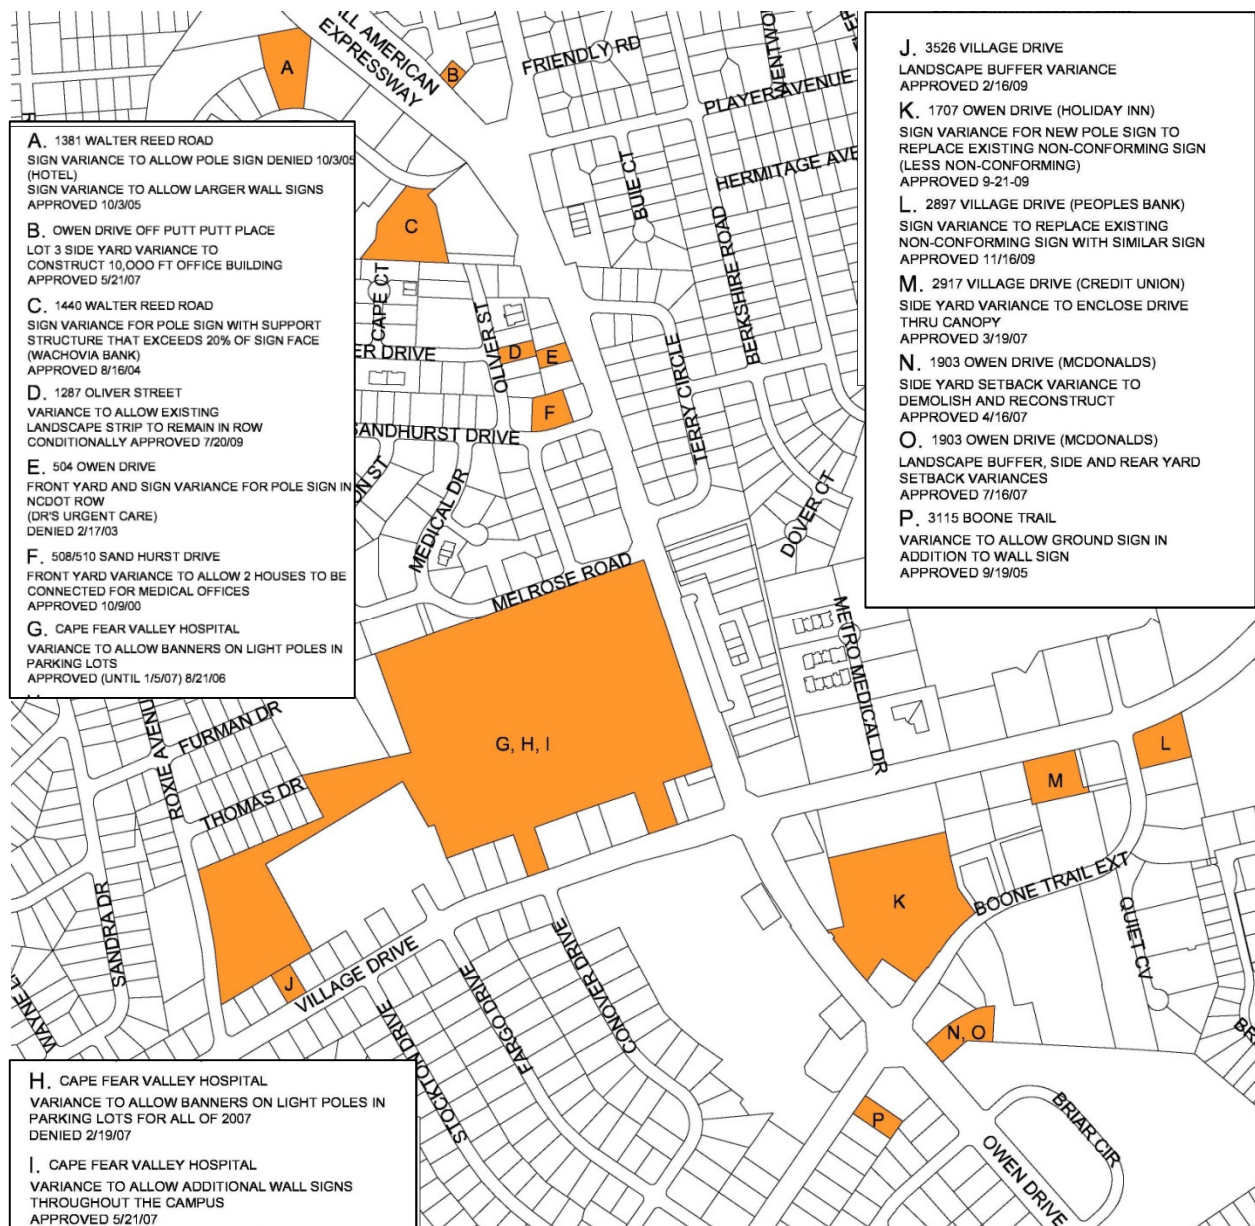 ILL AMERICAN
EXPRESSWAY
FRIENDLY RD
PLAYER AVENUE
HERMITAGE AVE
BUIE CT
BERKSHIRE ROAD
TERRY CIRCLE
DOVER CT
CAPE CT
OLIVER ST
ER DRIVE
SANDHURST DRIVE
ON ST
MEDICAL DR
MELROSE ROAD
METRO MEDICAL DR
ROXIE AVENU
FURMAN DR
THOMAS DR
SANDRA DR
WAYNE
VILLAGE DRIVE
STOCKTON DRIVE
FARGO DRIVE
CONOVER DRIVE
BOONE TRAIL EXT
QUIET CV
BRIAR CIR
OWEN DRIVE
A
B
C
D
E
F
G, H, I
J
K
L
M
N, O
P
A. 1381 WALTER REED ROAD
SIGN VARIANCE TO ALLOW POLE SIGN DENIED 10/3/05
(HOTEL)
SIGN VARIANCE TO ALLOW LARGER WALL SIGNS
APPROVED 10/3/05
B. OWEN DRIVE OFF PUTT PUTT PLACE
LOT 3 SIDE YARD VARIANCE TO
CONSTRUCT 10,OOO FT OFFICE BUILDING
APPROVED 5/21/07
C. 1440 WALTER REED ROAD
SIGN VARIANCE FOR POLE SIGN WITH SUPPORT
STRUCTURE THAT EXCEEDS 20% OF SIGN FACE
(WACHOVIA BANK)
APPROVED 8/16/04
D. 1287 OLIVER STREET
VARIANCE TO ALLOW EXISTING
LANDSCAPE STRIP TO REMAIN IN ROW
CONDITIONALLY APPROVED 7/20/09
E. 504 OWEN DRIVE
FRONT YARD AND SIGN VARIANCE FOR POLE SIGN IN
NCDOT ROW
(DR'S URGENT CARE)
DENIED 2/17/03
F. 508/510 SAND HURST DRIVE
FRONT YARD VARIANCE TO ALLOW 2 HOUSES TO BE
CONNECTED FOR MEDICAL OFFICES
APPROVED 10/9/00
G. CAPE FEAR VALLEY HOSPITAL
VARIANCE TO ALLOW BANNERS ON LIGHT POLES IN
PARKING LOTS
APPROVED (UNTIL 1/5/07) 8/21/06
H. CAPE FEAR VALLEY HOSPITAL
VARIANCE TO ALLOW BANNERS ON LIGHT POLES IN
PARKING LOTS FOR ALL OF 2007
DENIED 2/19/07
I. CAPE FEAR VALLEY HOSPITAL
VARIANCE TO ALLOW ADDITIONAL WALL SIGNS
THROUGHOUT THE CAMPUS
APPROVED 5/21/07
J. 3526 VILLAGE DRIVE
LANDSCAPE BUFFER VARIANCE
APPROVED 2/16/09
K. 1707 OWEN DRIVE (HOLIDAY INN)
SIGN VARIANCE FOR NEW POLE SIGN TO
REPLACE EXISTING NON-CONFORMING SIGN
(LESS NON-CONFORMING)
APPROVED 9-21-09
L. 2897 VILLAGE DRIVE (PEOPLES BANK)
SIGN VARIANCE TO REPLACE EXISTING
NON-CONFORMING SIGN WITH SIMILAR SIGN
APPROVED 11/16/09
M. 2917 VILLAGE DRIVE (CREDIT UNION)
SIDE YARD VARIANCE TO ENCLOSE DRIVE
THRU CANOPY
APPROVED 3/19/07
N. 1903 OWEN DRIVE (MCDONALDS)
SIDE YARD SETBACK VARIANCE TO
DEMOLISH AND RECONSTRUCT
APPROVED 4/16/07
O. 1903 OWEN DRIVE (MCDONALDS)
LANDSCAPE BUFFER, SIDE AND REAR YARD
SETBACK VARIANCES
APPROVED 7/16/07
P. 3115 BOONE TRAIL
VARIANCE TO ALLOW GROUND SIGN IN
ADDITION TO WALL SIGN
APPROVED 9/19/05